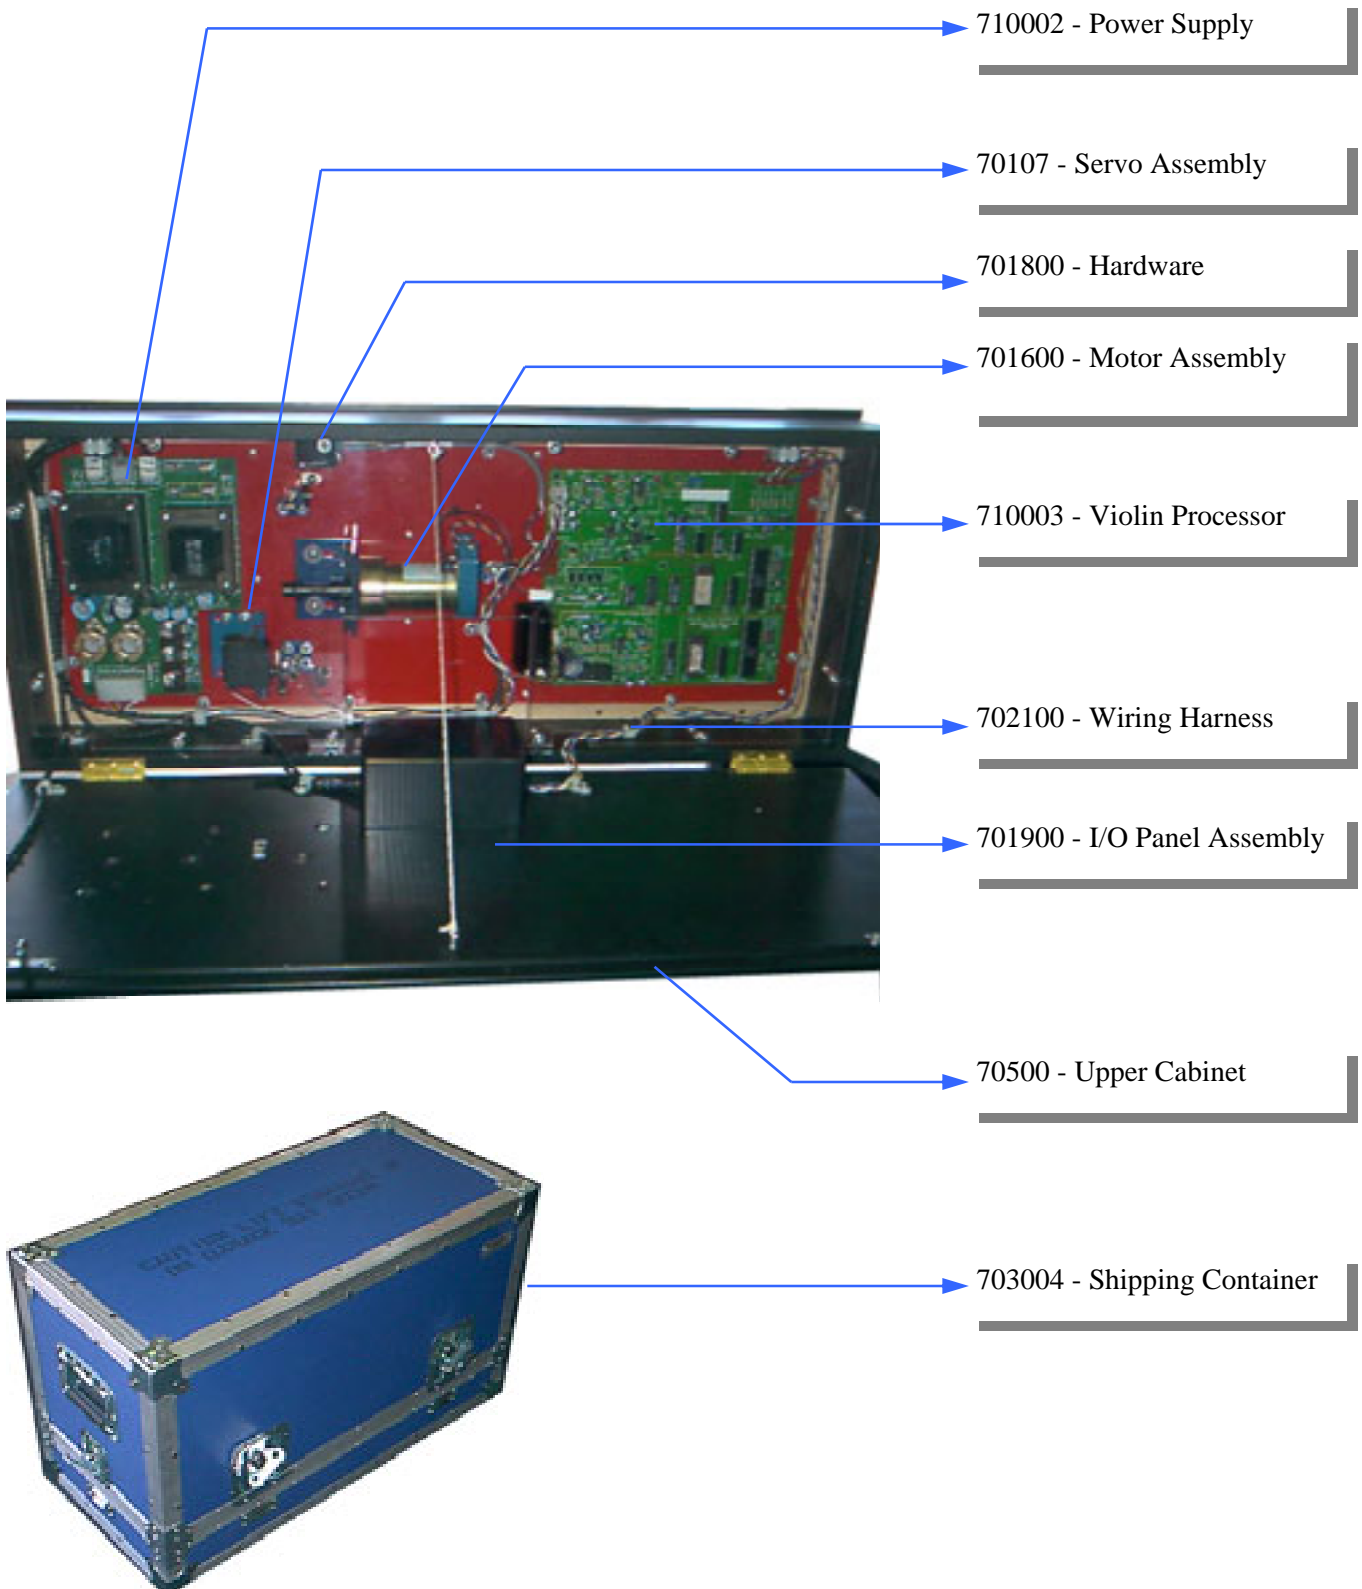 710002 - Power Supply
70107 - Servo Assembly
701800 - Hardware
701600 - Motor Assembly
710003 - Violin Processor
702100 - Wiring Harness
701900 - I/O Panel Assembly
70500 - Upper Cabinet
703004 - Shipping Container